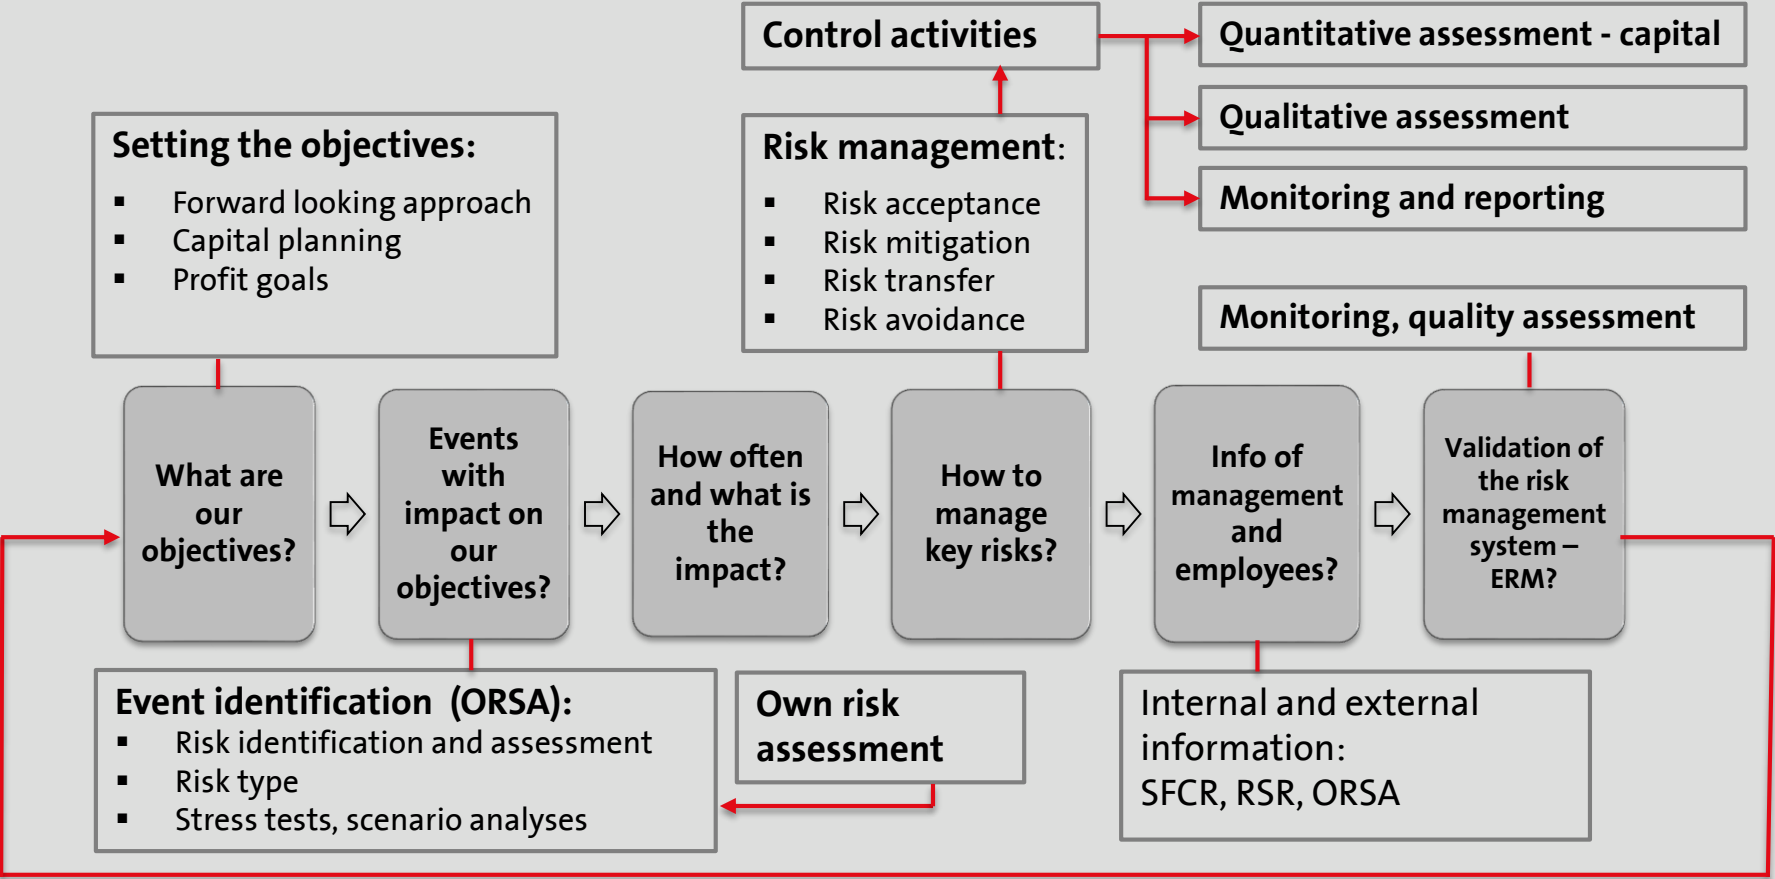 Control activities
Quantitative assessment - capital
Qualitative assessment
Monitoring and reporting
Setting the objectives:
▪ Forward looking approach
▪ Capital planning
▪ Profit goals
Risk management:
▪ Risk acceptance
▪ Risk mitigation
▪ Risk transfer
▪ Risk avoidance
Monitoring, quality assessment
What are
our
objectives?
Events
with
impact on
our
objectives?
How often
and what is
the
impact?
How to
manage
key risks?
Info of
management
and
employees?
Validation of
the risk
management
system –
ERM?
Event identification (ORSA):
▪ Risk identification and assessment
▪ Risk type
▪ Stress tests, scenario analyses
Own risk
assessment
Internal and external
information:
SFCR, RSR, ORSA